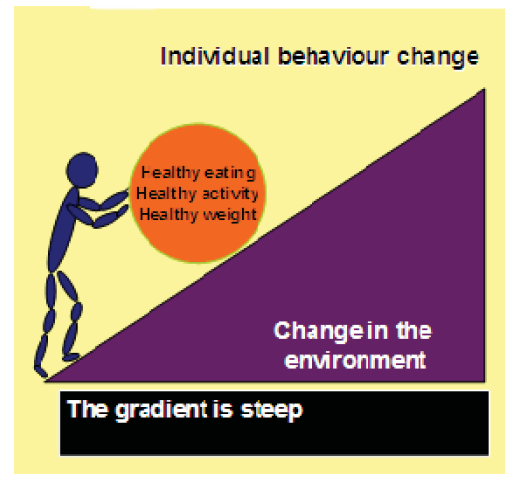 Individual behaviour change
Healthy eating
Healthy activity
Healthy weight
Change in the
environment
The gradient is steep